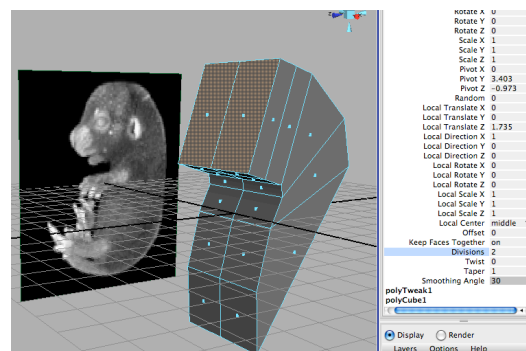 Rotate X 0
Rotate Y 0
Rotate Z 0
Scale X 1
Scale Y 1
Scale Z 1
Pivot X 0
Pivot Y 3.403
Pivot Z -0.973
Random 0
Local Translate X 0
Local Translate Y 0
Local Translate Z 1.735
Local Direction X 1
Local Direction Y 0
Local Direction Z 0
Local Rotate X 0
Local Rotate Y 0
Local Rotate Z 0
Local Scale X 1
Local Scale Y 1
Local Scale Z 1
Local Center middle
Offset 0
Keep Faces Together on
Divisions 2
Twist 0
Taper 1
Smoothing Angle 30
polyTweak1
polyCube1
Display Render
Layers Options Help